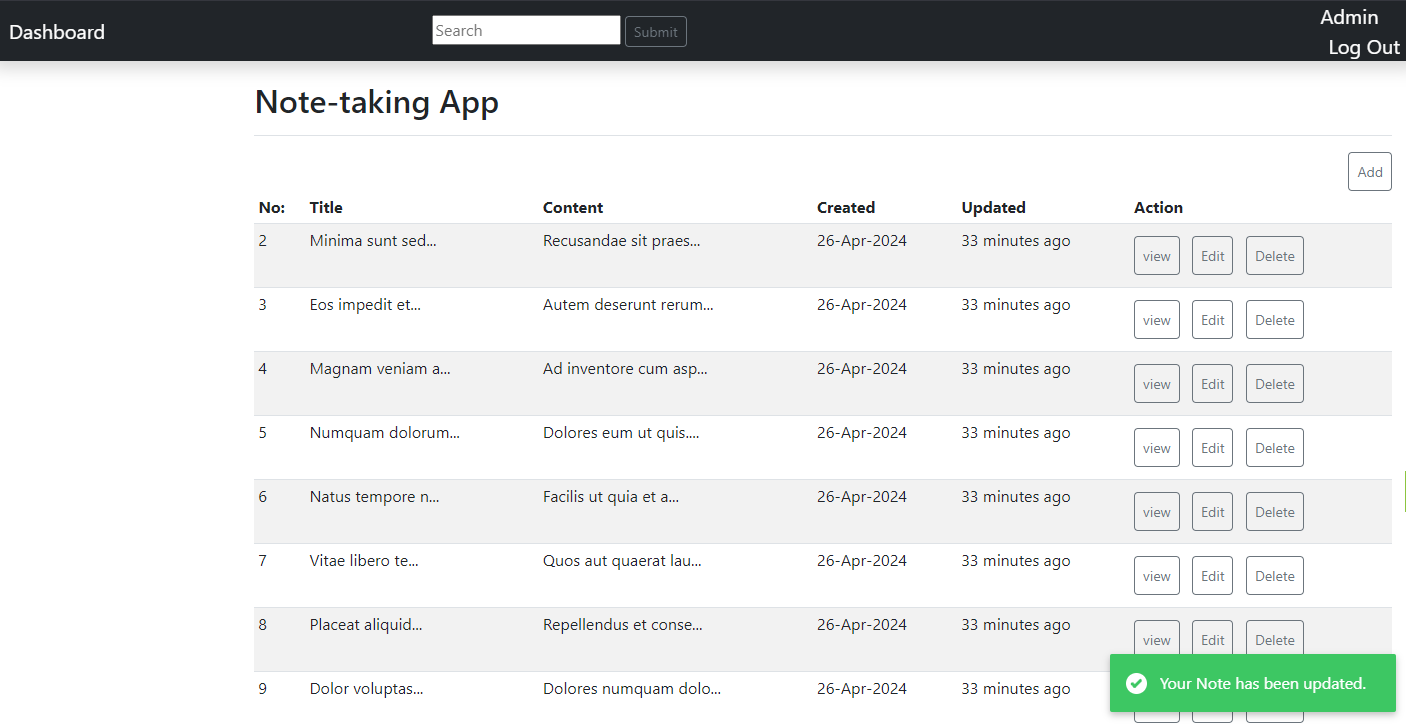 Dashboard
Search
Submit
Admin
Log Out
Note-taking App
Add
No: Title Content Created Updated Action
2 Minima sunt sed... Recusandae sit praes... 26-Apr-2024 33 minutes ago view Edit Delete
3 Eos impedit et... Autem deserunt rerum... 26-Apr-2024 33 minutes ago view Edit Delete
4 Magnam veniam a... Ad inventore cum asp... 26-Apr-2024 33 minutes ago view Edit Delete
5 Numquam dolorum... Dolores eum ut quis.... 26-Apr-2024 33 minutes ago view Edit Delete
6 Natus tempore n... Facilis ut quia et a... 26-Apr-2024 33 minutes ago view Edit Delete
7 Vitae libero te... Quos aut quaerat lau... 26-Apr-2024 33 minutes ago view Edit Delete
8 Placeat aliquid... Repellendus et conse... 26-Apr-2024 33 minutes ago view Edit Delete
9 Dolor voluptas... Dolores numquam dolo... 26-Apr-2024 33 minutes ago
Your Note has been updated.